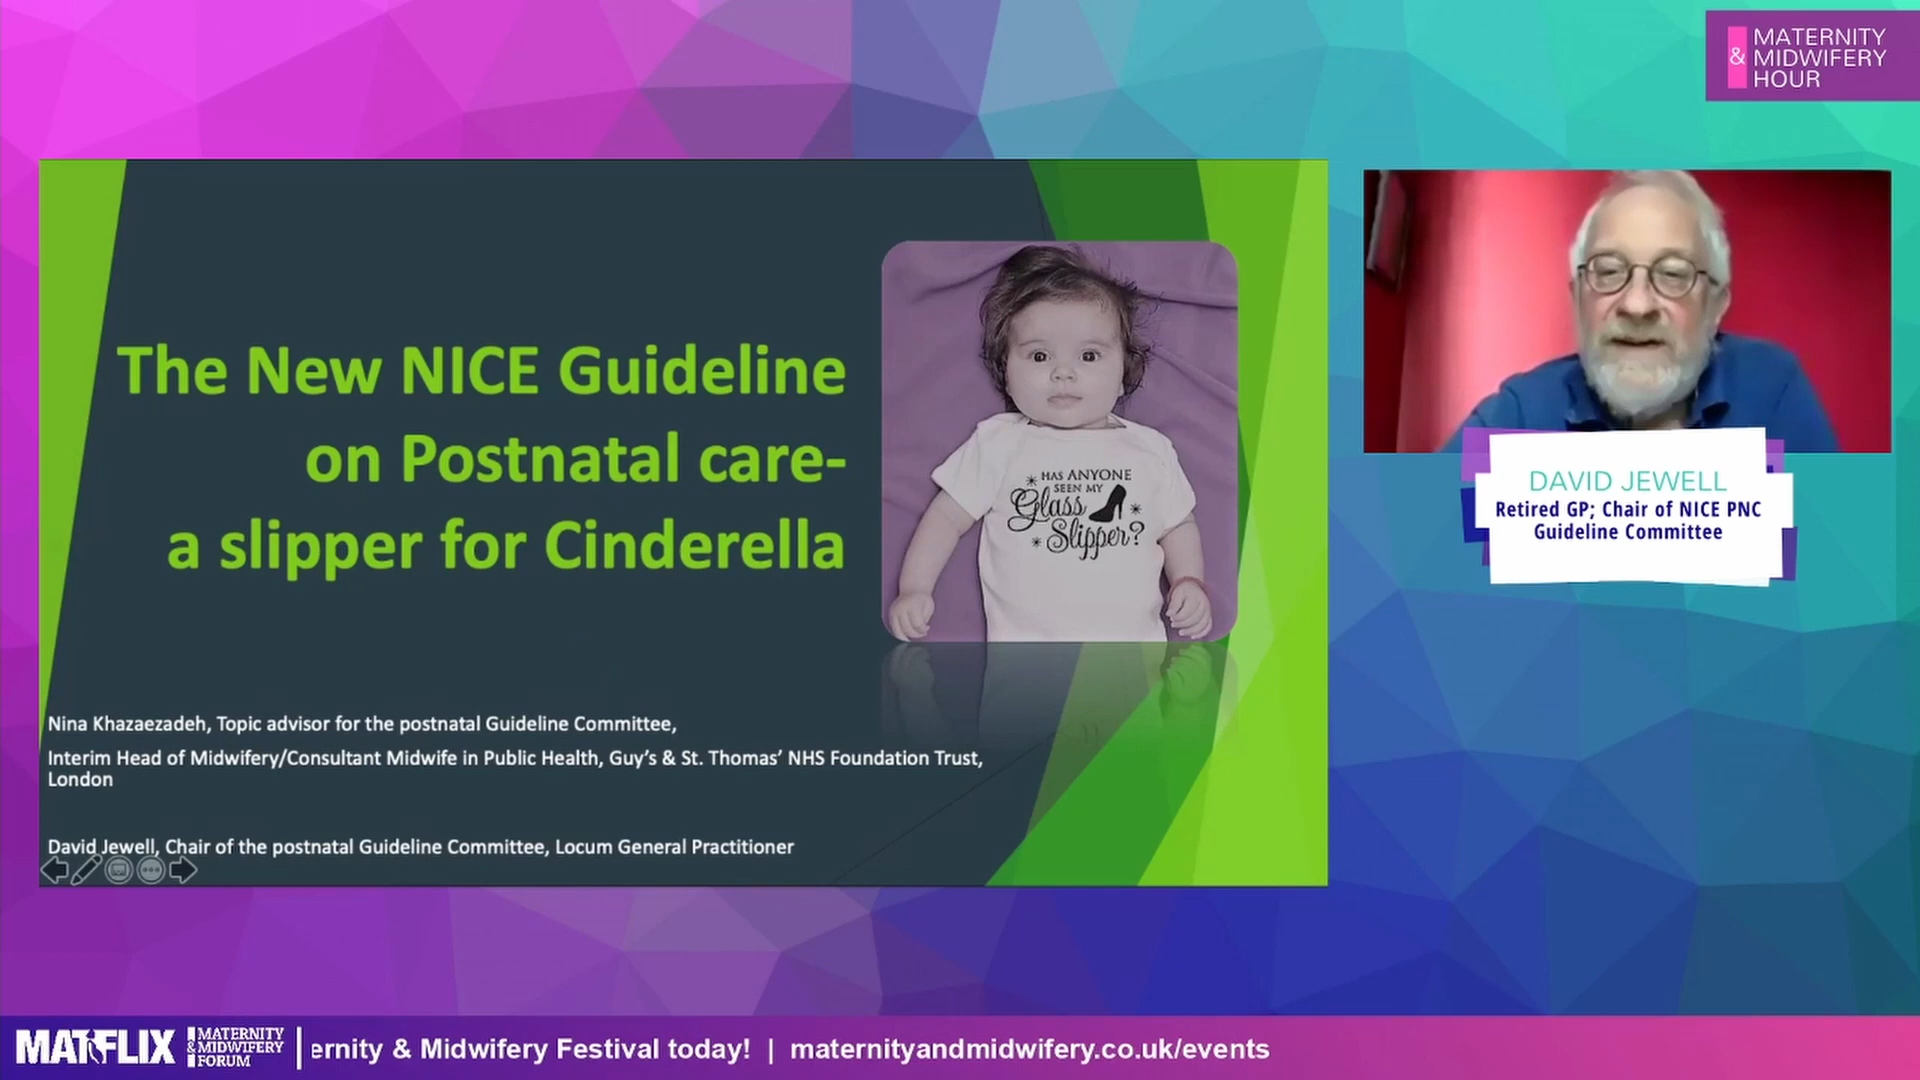 MATERNITY
& MIDWIFERY
HOUR
The New NICE Guideline
on Postnatal care-
a slipper for Cinderella
HAS ANYONE
SEEN MY
Glass
Slipper?
Nina Khazaezadeh, Topic advisor for the postnatal Guideline Committee,
Interim Head of Midwifery/Consultant Midwife in Public Health, Guy's & St. Thomas' NHS Foundation Trust,
London
David Jewell, Chair of the postnatal Guideline Committee, Locum General Practitioner
DAVID JEWELL
Retired GP; Chair of NICE PNC
Guideline Committee
MATFLIX
MATERNITY
& MIDWIFERY
FORUM
ernity & Midwifery Festival today! | maternityandmidwifery.co.uk/events